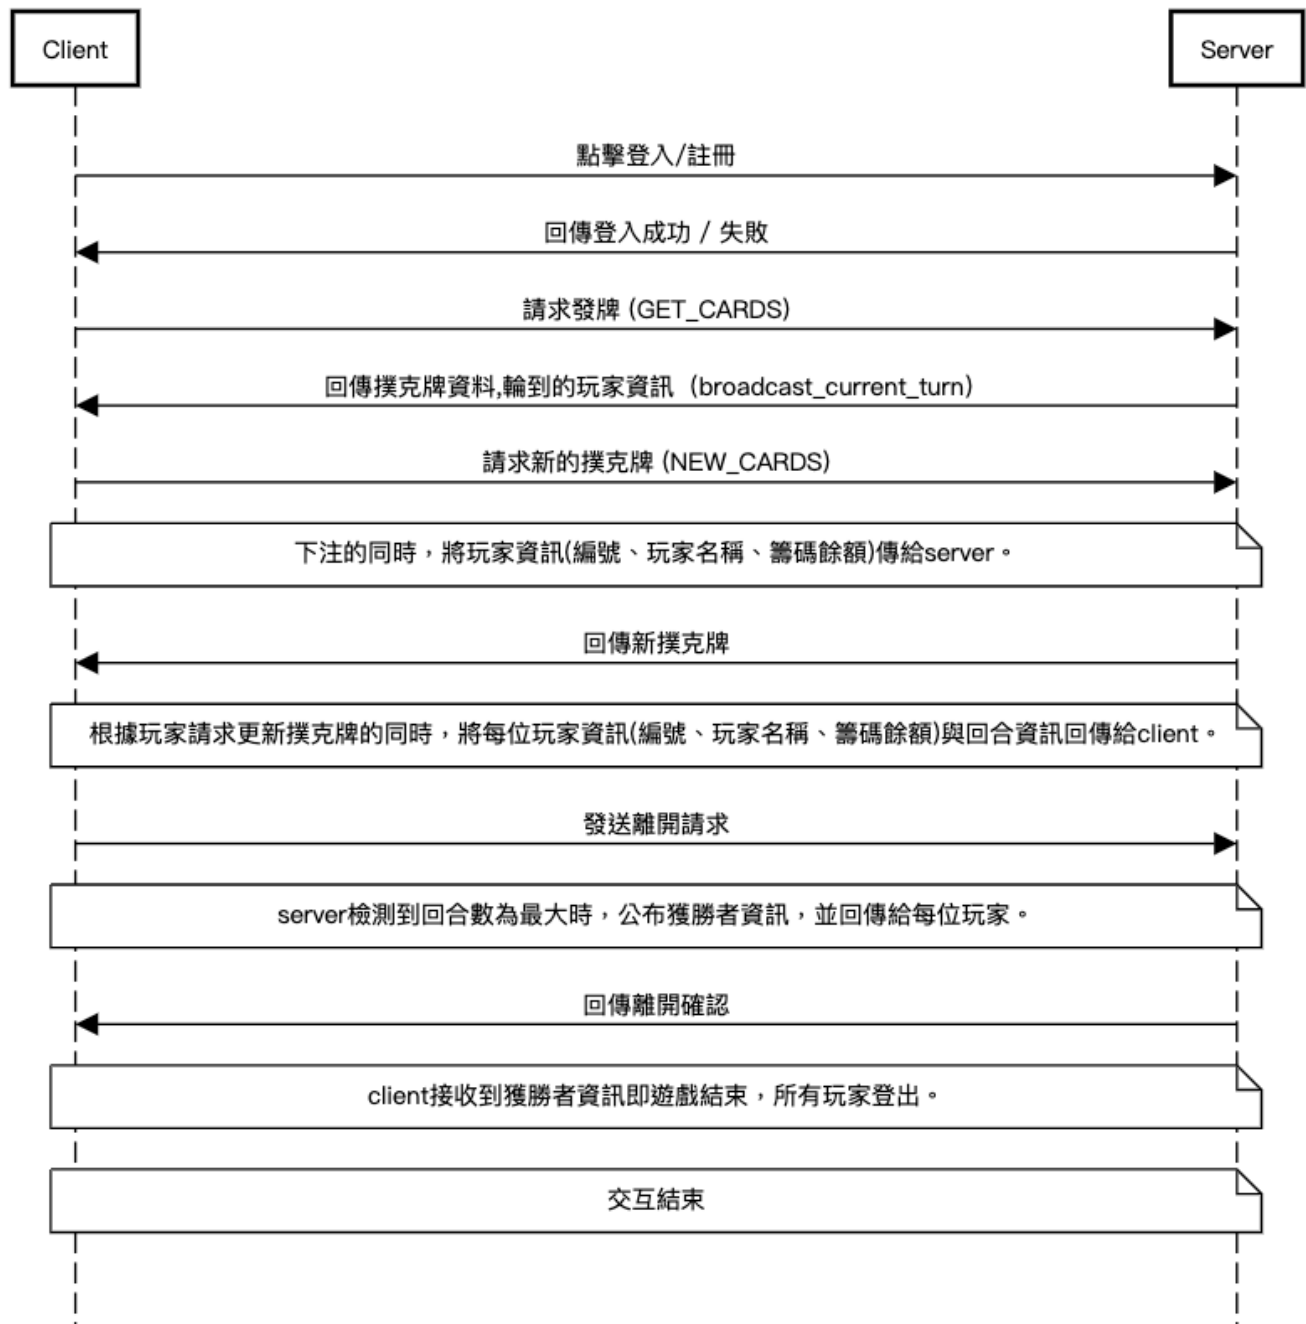 Client
Server
點擊登入/註冊
回傳登入成功 / 失敗
請求發牌 (GET_CARDS)
回傳撲克牌資料,輪到的玩家資訊（broadcast_current_turn）
請求新的撲克牌 (NEW_CARDS)
下注的同時，將玩家資訊(編號、玩家名稱、籌碼餘額)傳給server。
回傳新撲克牌
根據玩家請求更新撲克牌的同時，將每位玩家資訊(編號、玩家名稱、籌碼餘額)與回合資訊回傳給client。
發送離開請求
server檢測到回合數為最大時，公布獲勝者資訊，並回傳給每位玩家。
回傳離開確認
client接收到獲勝者資訊即遊戲結束，所有玩家登出。
交互結束